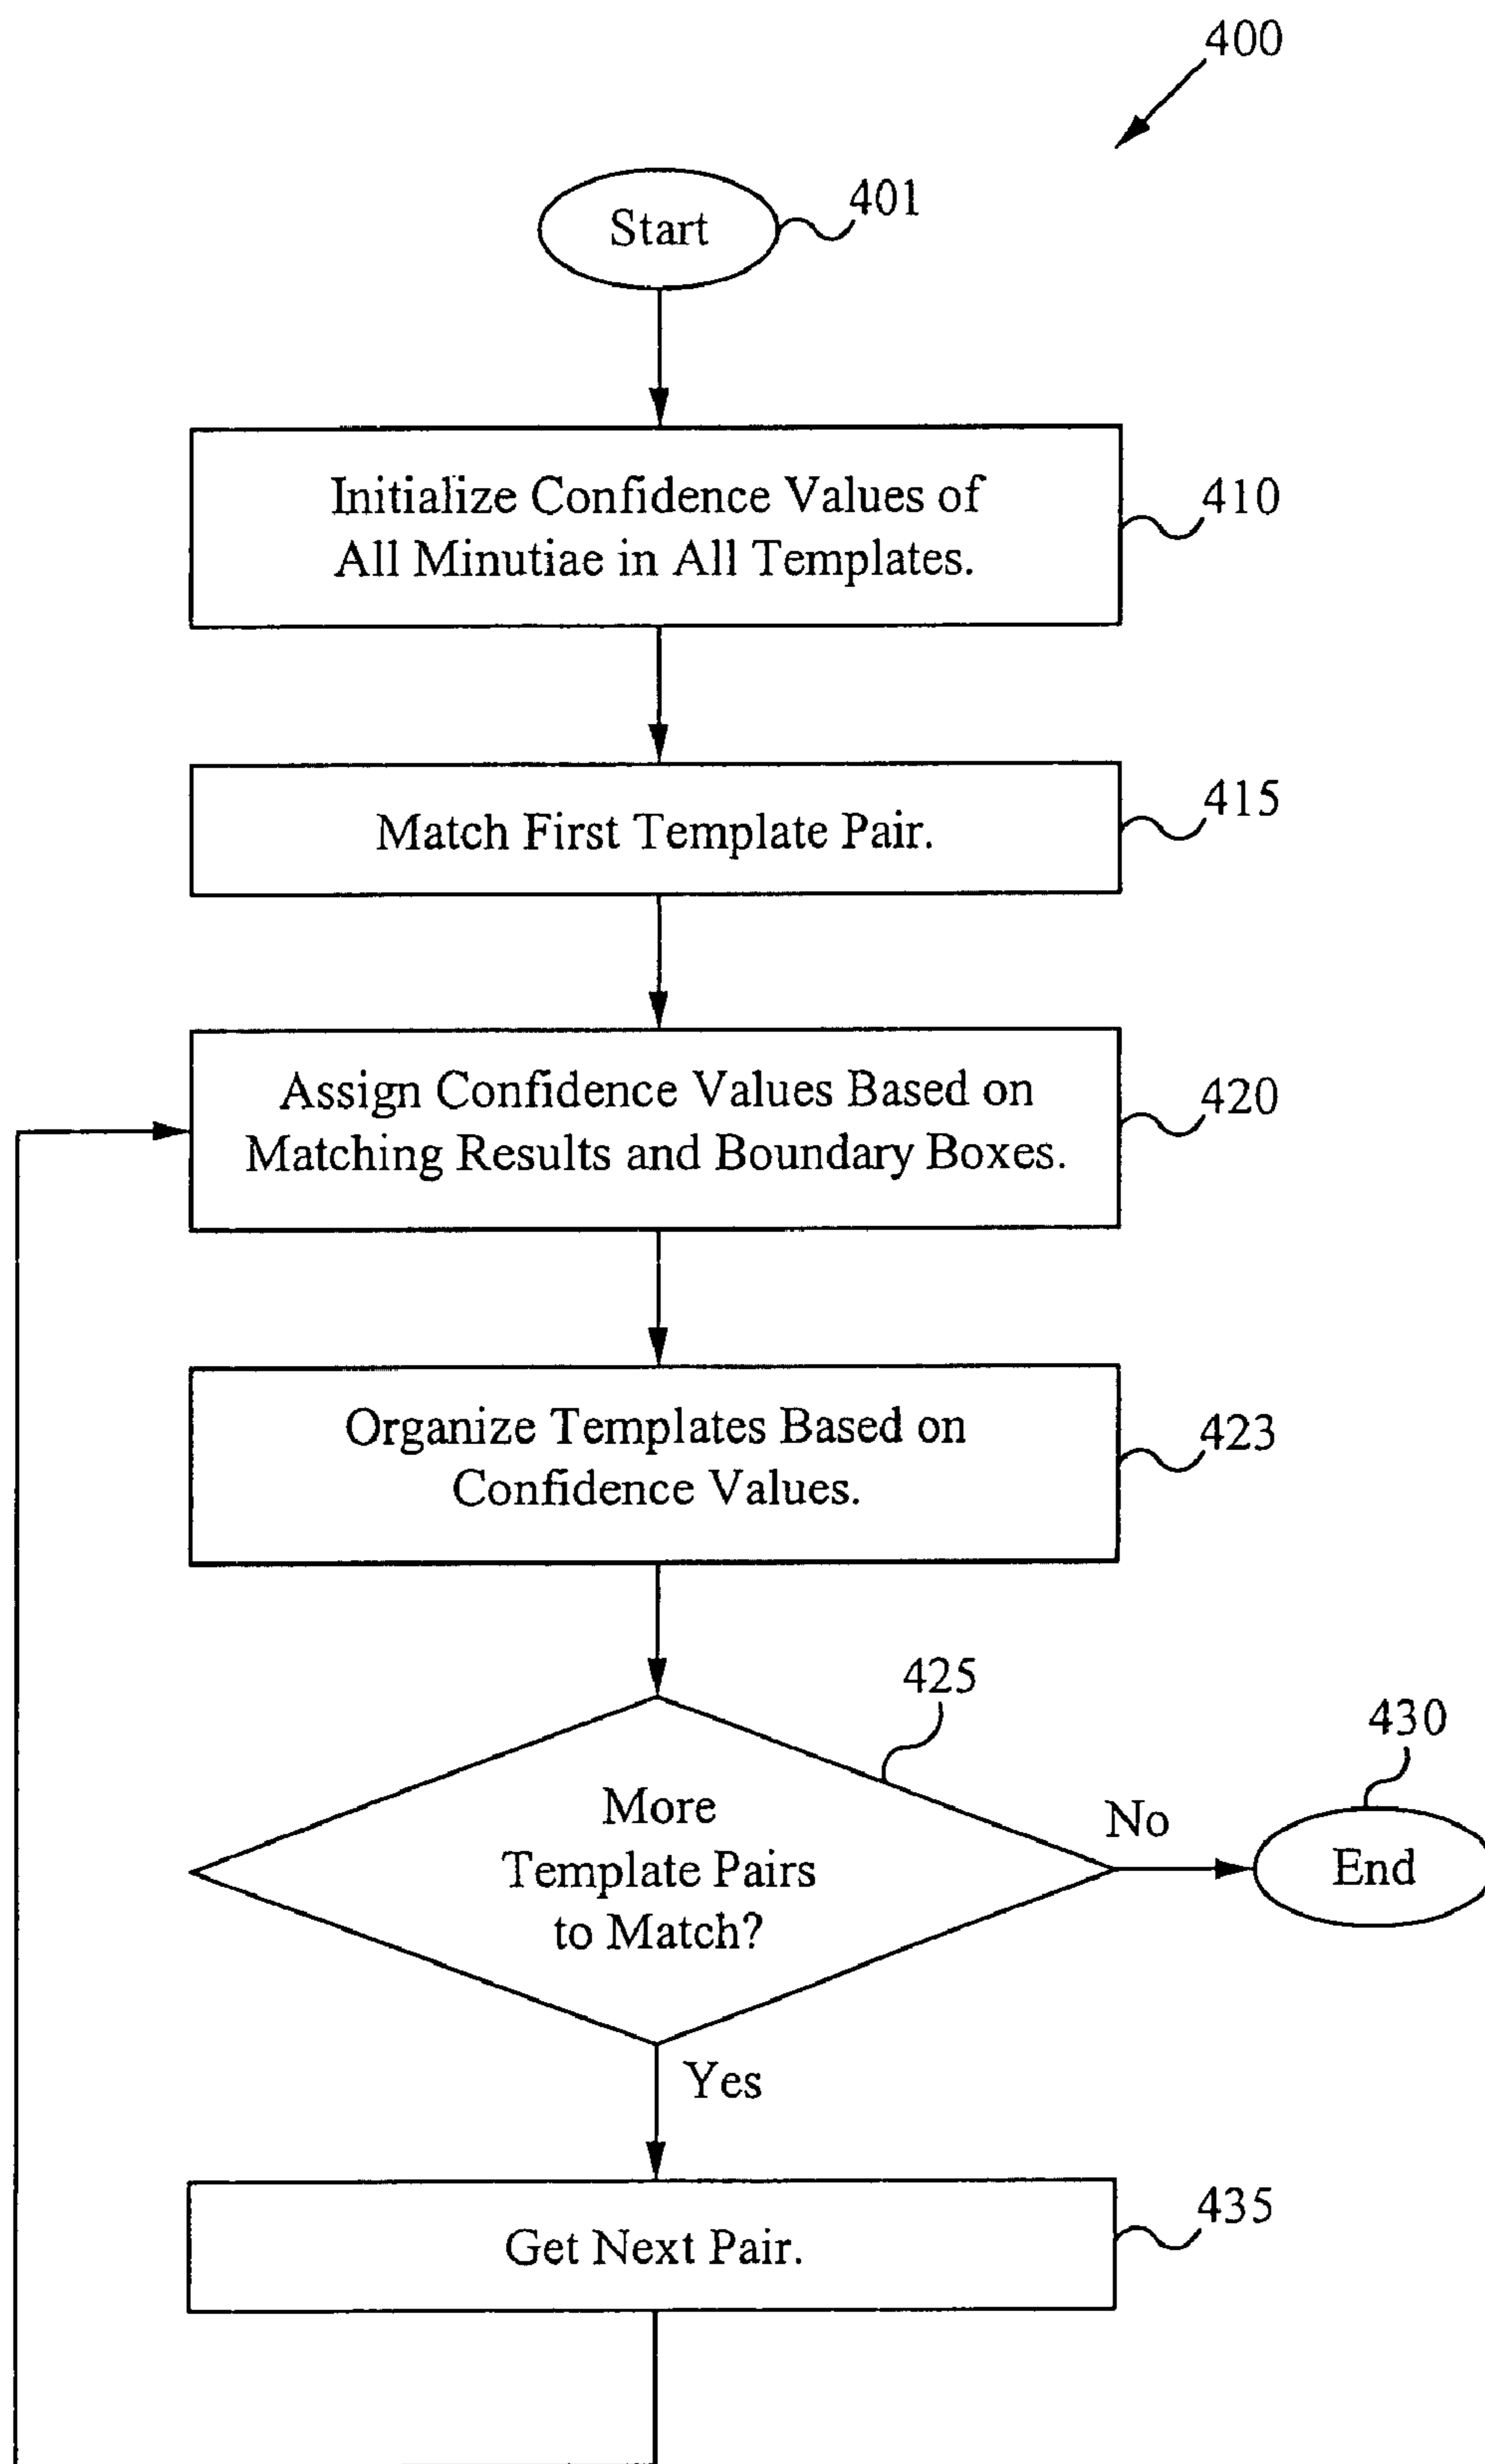 400
Start
401
Initialize Confidence Values of
All Minutiae in All Templates.
410
Match First Template Pair.
415
Assign Confidence Values Based on
Matching Results and Boundary Boxes.
420
Organize Templates Based on
Confidence Values.
423
425
430
More
Template Pairs
to Match?
No
End
Yes
Get Next Pair.
435